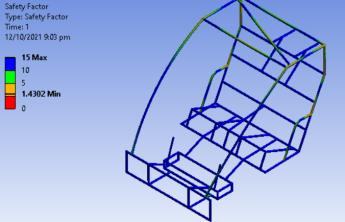 Safety Factor
Type: Safety Factor
Time: 1
12/10/2021 9:03 pm
15 Max
10
5
1.4302 Min
0